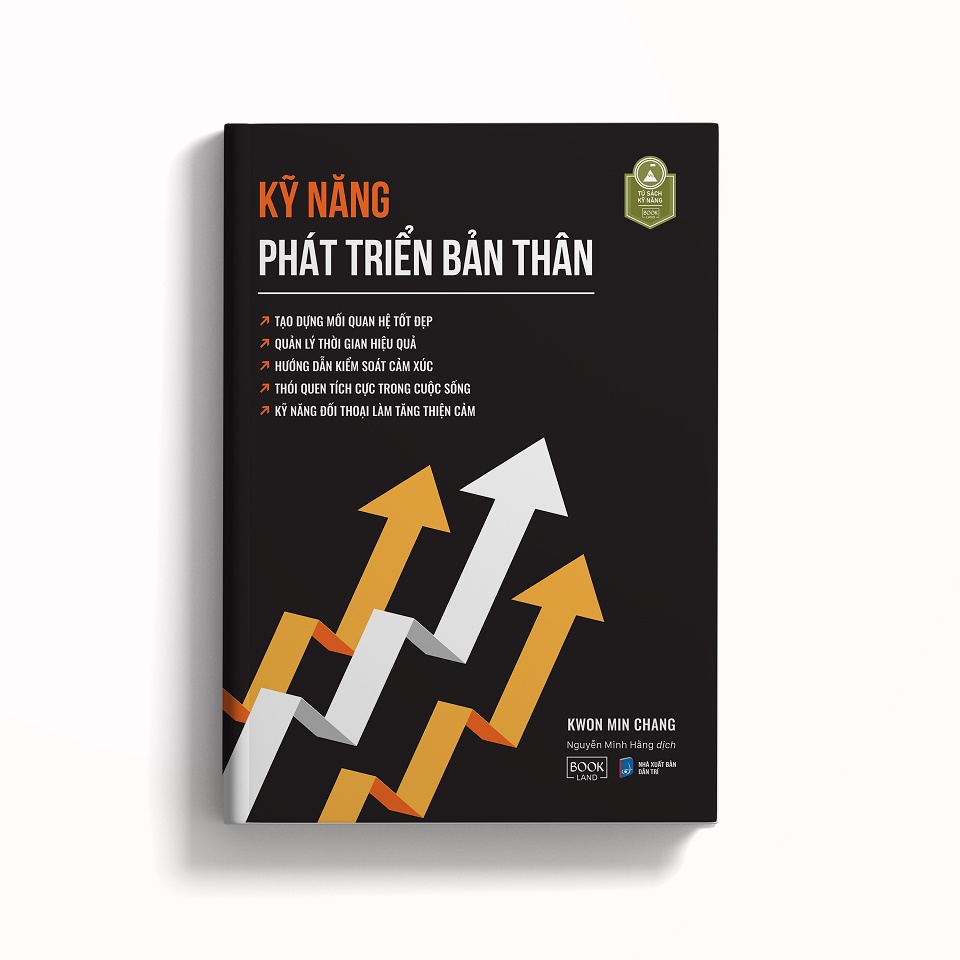 KỸ NĂNG
PHÁT TRIỂN BẢN THÂN
TỦ SÁCH
KỸ NĂNG
BOOK
LAND
TẠO DỰNG MỐI QUAN HỆ TỐT ĐẸP
QUẢN LÝ THỜI GIAN HIỆU QUẢ
HƯỚNG DẪN KIỂM SOÁT CẢM XÚC
THÓI QUEN TÍCH CỰC TRONG CUỘC SỐNG
KỸ NĂNG ĐỐI THOẠI LÀM TĂNG THIỆN CẢM
KWON MIN CHANG
Nguyễn Minh Hằng dịch
BOOK
LAND
NHÀ XUẤT BẢN
DÂN TRÍ